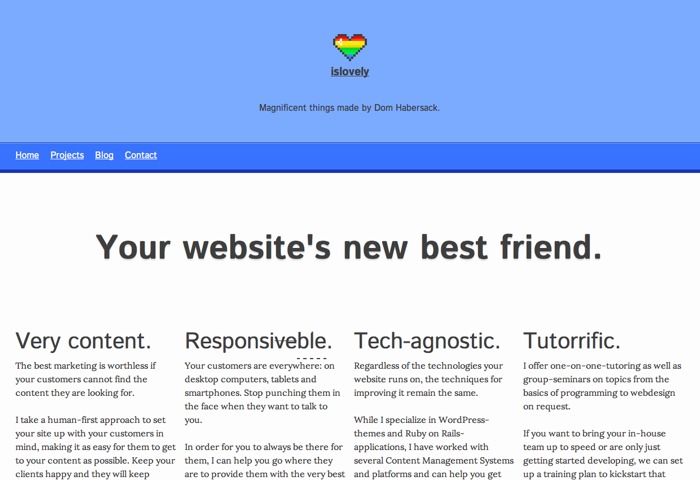 islovely
Magnificent things made by Dom Habersack.
Home Projects Blog Contact
Your website's new best friend.
Very content.
The best marketing is worthless if
your customers cannot find the
content they are looking for.
I take a human-first approach to set
your site up with your customers in
mind, making it as easy for them to get
to your content as possible. Keep your
clients happy and they will keep
Responsiveble.
Your customers are everywhere: on
desktop computers, tablets and
smartphones. Stop punching them in
the face when they want to talk to
you.
In order for you to always be there for
them, I can help you go where they
are to provide them with the very best
Tech-agnostic.
Regardless of the technologies your
website runs on, the techniques for
improving it remain the same.
While I specialize in WordPress-
themes and Ruby on Rails-
applications, I have worked with
several Content Management Systems
and platforms and can help you get
Tutorrific.
I offer one-on-one-tutoring as well as
group-seminars on topics from the
basics of programming to webdesign
on request.
If you want to bring your in-house
team up to speed or are only just
getting started developing, we can set
up a training plan to kickstart that